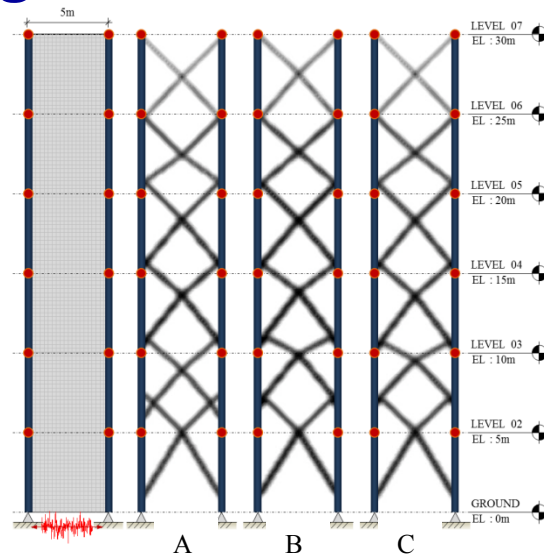 5m
LEVEL 07
EL : 30m
LEVEL 06
EL : 25m
LEVEL 05
EL : 20m
LEVEL 04
EL : 15m
LEVEL 03
EL : 10m
LEVEL 02
EL : 5m
GROUND
EL : 0m
A B C